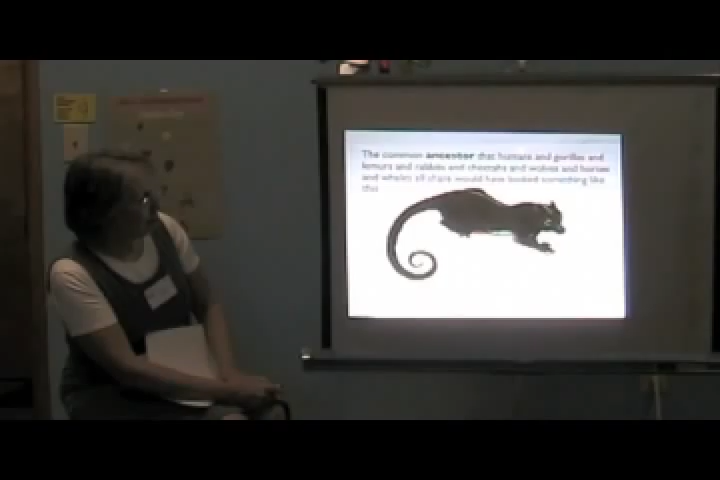 The common ancestor that humans and gorillas and
lemurs and rabbits and cheetahs and wolves and horses
and whales all share would have looked something like
this